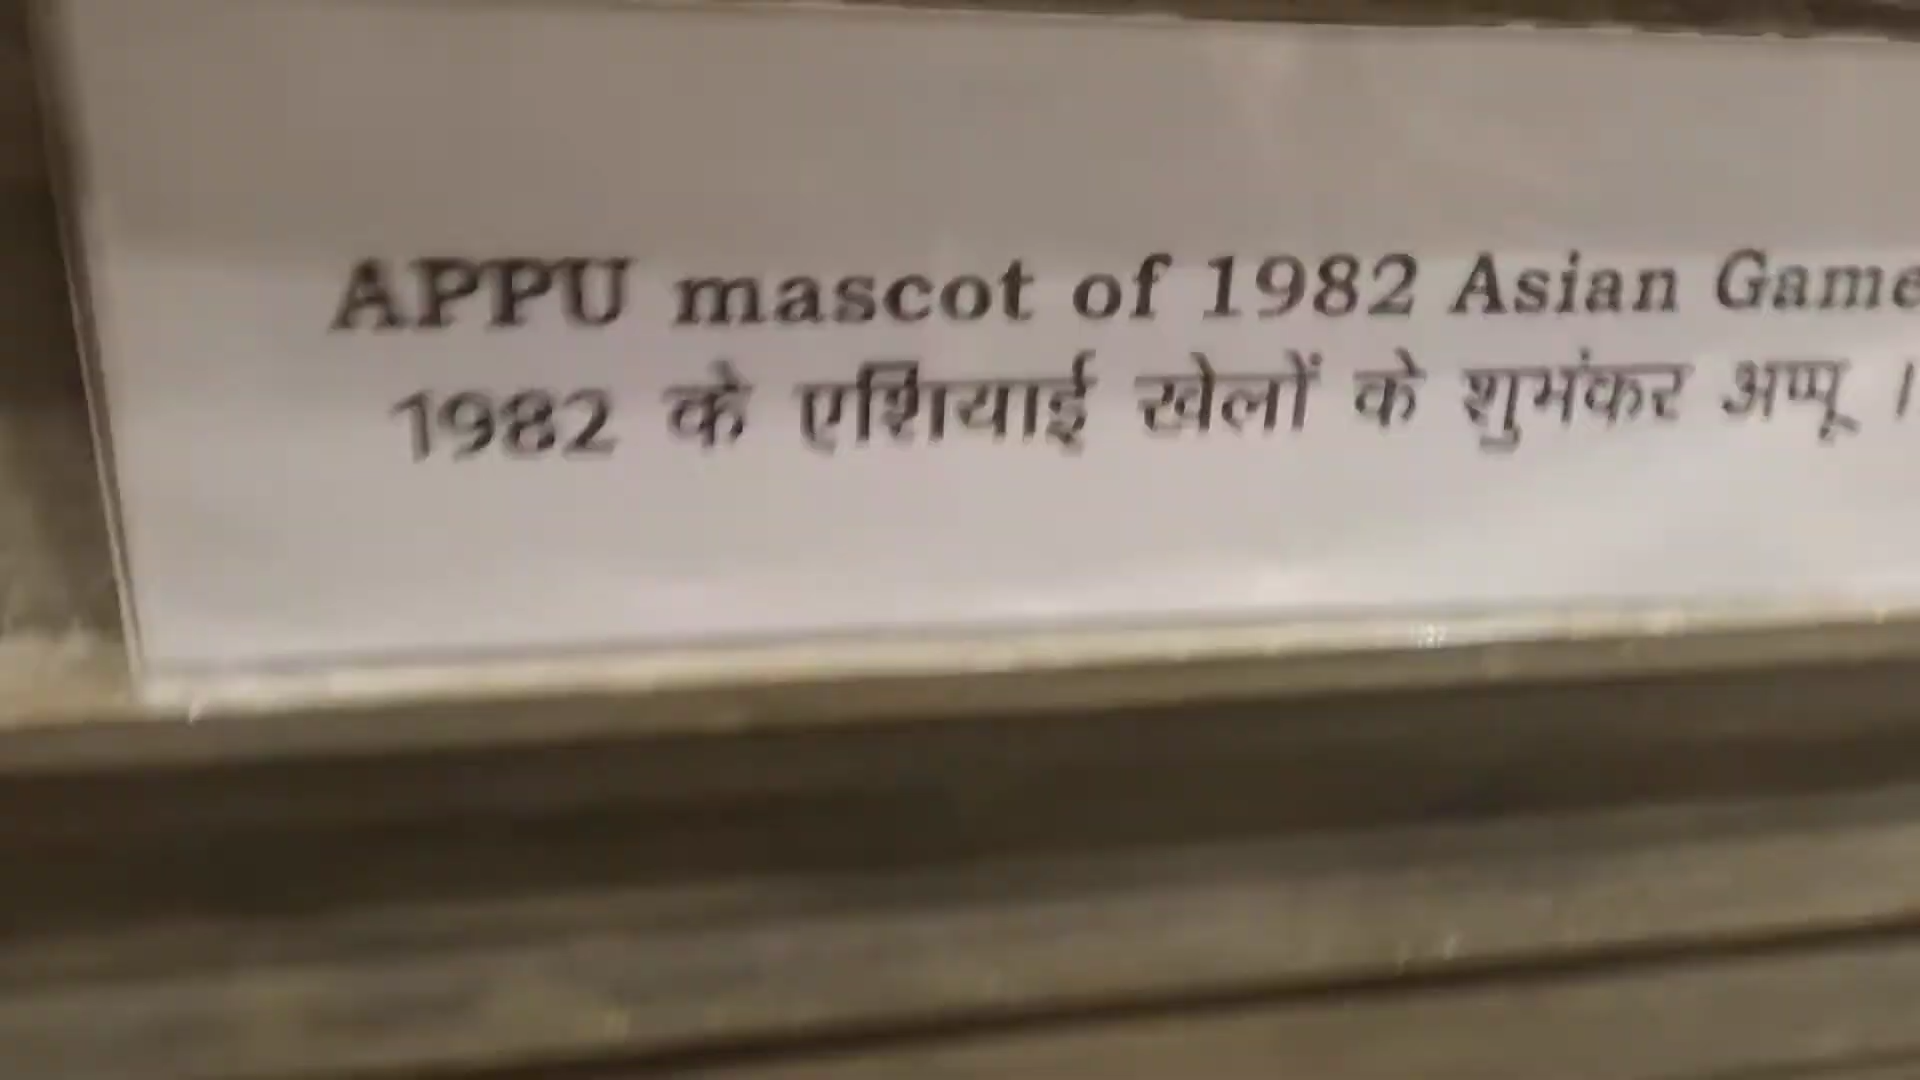 APPU mascot of 1982 Asian Game
1982 के एशियाई खेलों के शुभंकर अप्पू ।